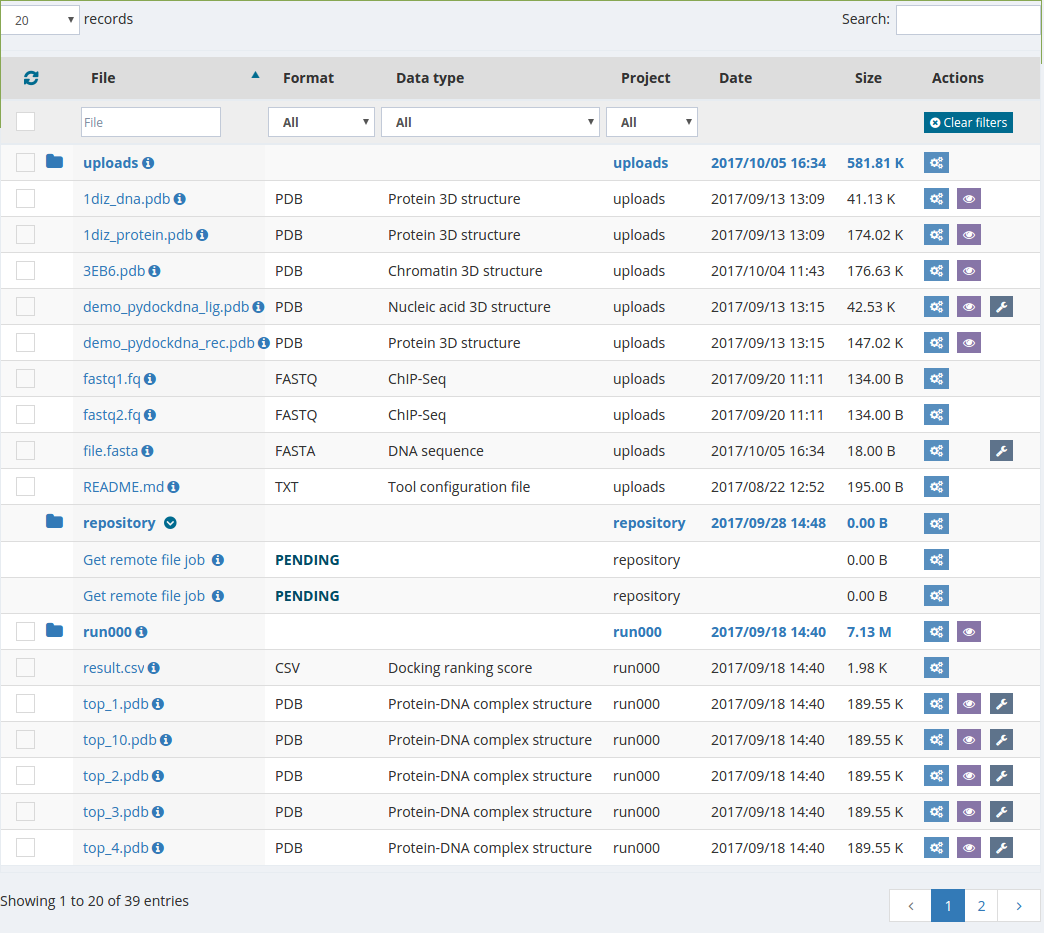 20 records Search:
File Format Data type Project Date Size Actions
File All All All Clear filters
uploads uploads 2017/10/05 16:34 581.81 K
1diz_dna.pdb PDB Protein 3D structure uploads 2017/09/13 13:09 41.13 K
1diz_protein.pdb PDB Protein 3D structure uploads 2017/09/13 13:09 174.02 K
3EB6.pdb PDB Chromatin 3D structure uploads 2017/10/04 11:43 176.63 K
demo_pydockdna_lig.pdb PDB Nucleic acid 3D structure uploads 2017/09/13 13:15 42.53 K
demo_pydockdna_rec.pdb PDB Protein 3D structure uploads 2017/09/13 13:15 147.02 K
fastq1.fq FASTQ ChIP-Seq uploads 2017/09/20 11:11 134.00 B
fastq2.fq FASTQ ChIP-Seq uploads 2017/09/20 11:11 134.00 B
file.fasta FASTA DNA sequence uploads 2017/10/05 16:34 18.00 B
README.md TXT Tool configuration file uploads 2017/08/22 12:52 195.00 B
repository repository 2017/09/28 14:48 0.00 B
Get remote file job PENDING repository 0.00 B
Get remote file job PENDING repository 0.00 B
run000 run000 2017/09/18 14:40 7.13 M
result.csv CSV Docking ranking score run000 2017/09/18 14:40 1.98 K
top_1.pdb PDB Protein-DNA complex structure run000 2017/09/18 14:40 189.55 K
top_10.pdb PDB Protein-DNA complex structure run000 2017/09/18 14:40 189.55 K
top_2.pdb PDB Protein-DNA complex structure run000 2017/09/18 14:40 189.55 K
top_3.pdb PDB Protein-DNA complex structure run000 2017/09/18 14:40 189.55 K
top_4.pdb PDB Protein-DNA complex structure run000 2017/09/18 14:40 189.55 K
Showing 1 to 20 of 39 entries ‹ 1 2 ›